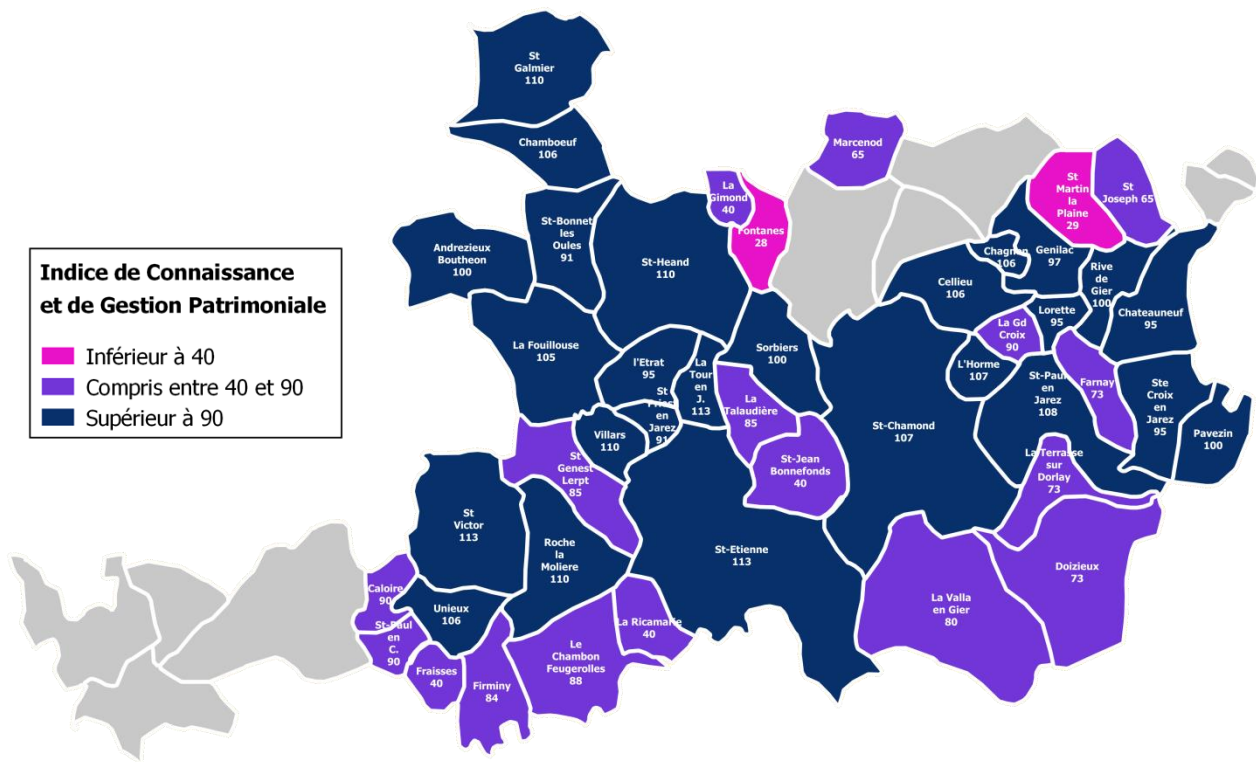 St
Galmier
110
Chamboeuf
106
Marcenod
65
La
Gimond
40
Fontanes
28
St
Martin
la
Plaine
29
St
Joseph 65
St-Bonnet
les
Oules
91
Andrezieux
Boutheon
100
St-Heand
110
Chagnon
106
Genilac
97
Rive
de
Gier
100
Cellieu
106
Lorette
95
Chateauneuf
95
La Gd
Croix
90
Indice de Connaissance
et de Gestion Patrimoniale
Inférieur à 40
Compris entre 40 et 90
Supérieur à 90
La Fouillouse
105
l'Etrat
95
La
Tour
en
J.
113
Sorbiers
100
L'Horme
107
St-Paul
en
Jarez
108
Farnay
73
Ste
Croix
en
Jarez
95
Pavezin
100
St
Priest
en
Jarez
91
La
Talaudière
85
Villars
110
St-Chamond
107
St
Genest
Lerpt
85
St-Jean
Bonnefonds
40
La Terrasse
sur
Dorlay
73
St
Victor
113
Roche
la
Moliere
110
St-Etienne
113
Doizieux
73
Caloire
90
Unieux
106
La Valla
en Gier
80
St-Paul
en
C.
90
La Ricamarie
40
Le
Chambon
Feugerolles
88
Fraisses
40
Firminy
84